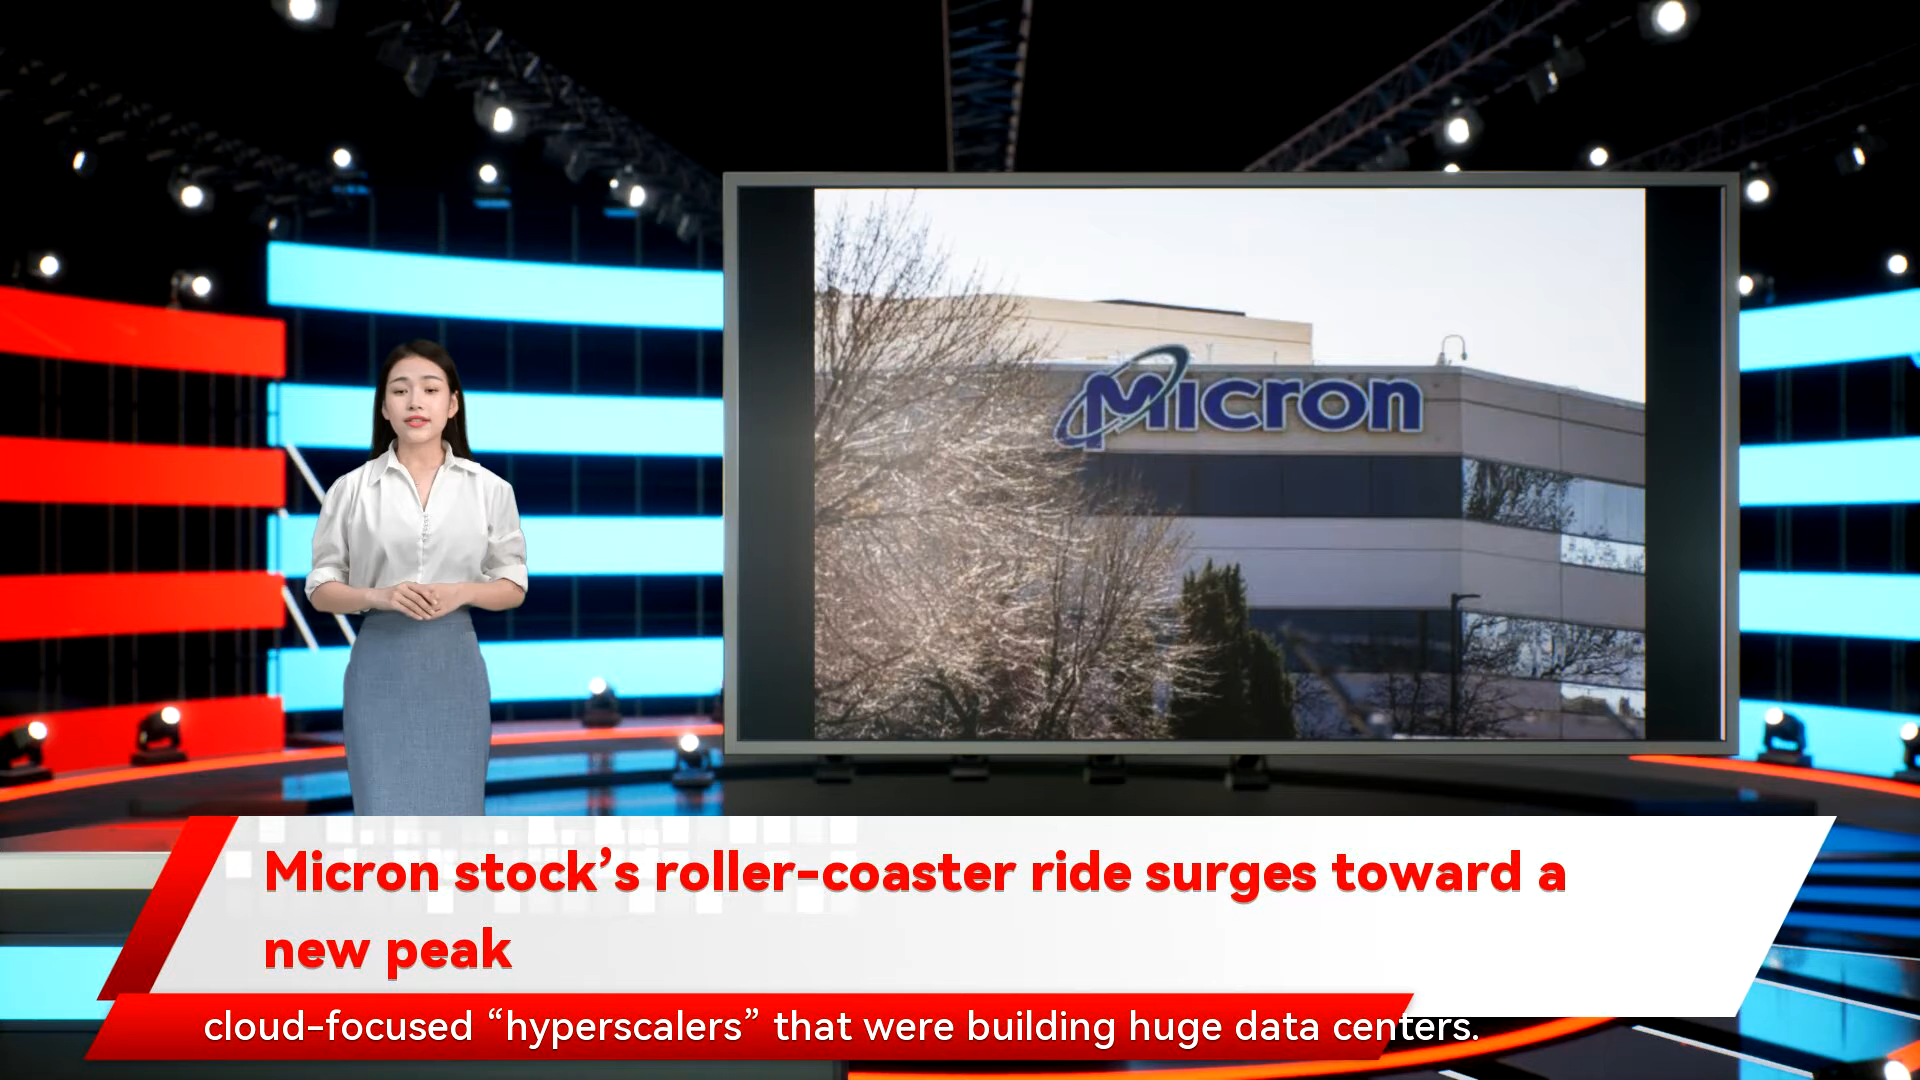 Micron
Micron stock’s roller-coaster ride surges toward a
new peak
cloud-focused “hyperscalers” that were building huge data centers.